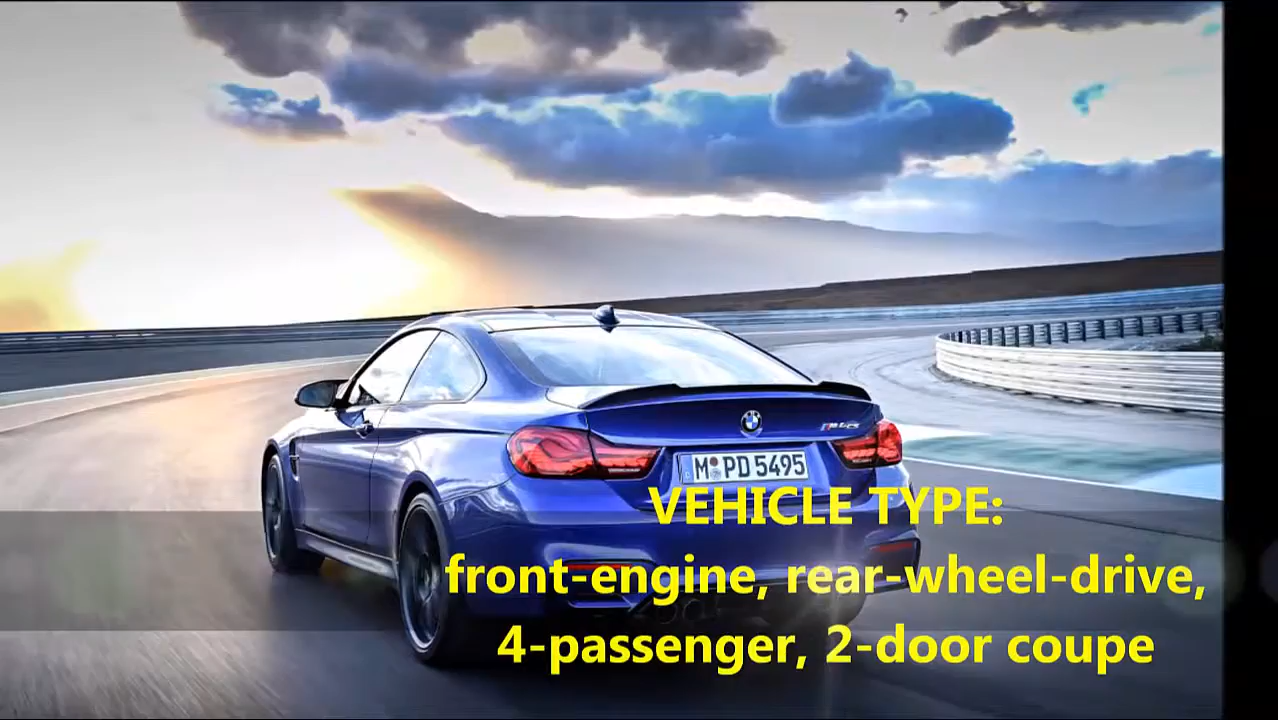 M PD 5495
VEHICLE TYPE:
front-engine, rear-wheel-drive,
4-passenger, 2-door coupe